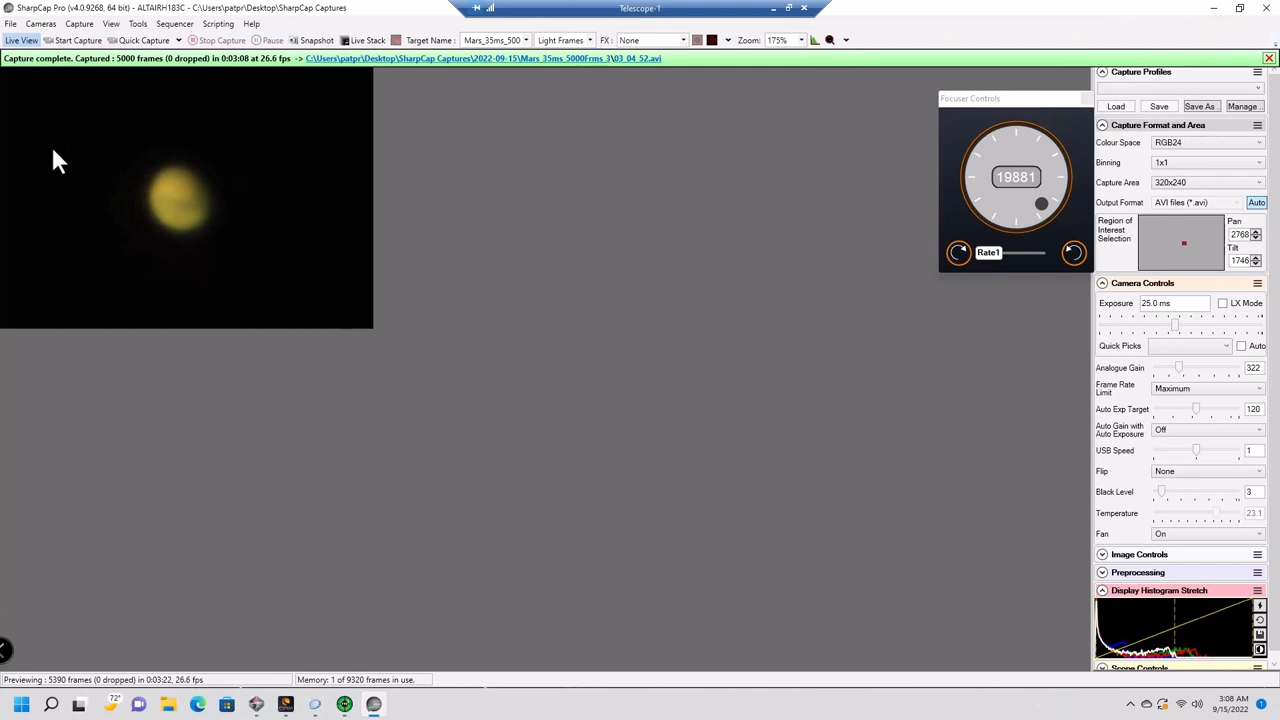 SharpCap Pro (v4.0.9268, 64 bit) - ALTAIRH183C - C:\Users\patpr\Desktop\SharpCap Captures
Telescope-1
File Cameras Capture View Tools Sequencer Scripting Help
Live View Start Capture Quick Capture Stop Capture Pause Snapshot Live Stack Target Name : Mars_35ms_500 Light Frames FX : None Zoom: 175%
Capture complete. Captured : 5000 frames (0 dropped) in 0:03:08 at 26.6 fps -> C:\Users\patpr\Desktop\SharpCap Captures\2022-09-15\Mars_35ms_5000Frms_3\03_04_52.avi
Focuser Controls
19881
Rate1
Capture Profiles
Load Save Save As.. Manage..
Capture Format and Area
Colour Space RGB24
Binning 1x1
Capture Area 320x240
Output Format AVI files (*.avi) Auto
Region of Interest Selection
Pan
2768
Tilt
1746
Camera Controls
Exposure 25.0 ms LX Mode
Quick Picks Auto
Analogue Gain 322
Frame Rate Limit Maximum
Auto Exp Target 120
Auto Gain with Auto Exposure Off
USB Speed 1
Flip None
Black Level 3
Temperature 23.1
Fan On
Image Controls
Preprocessing
Display Histogram Stretch
Scope Controls
Previewing : 5390 frames (0 dropped) in 0:03:22, 26.6 fps Memory: 1 of 9320 frames in use.
72°
3:08 AM
9/15/2022
1